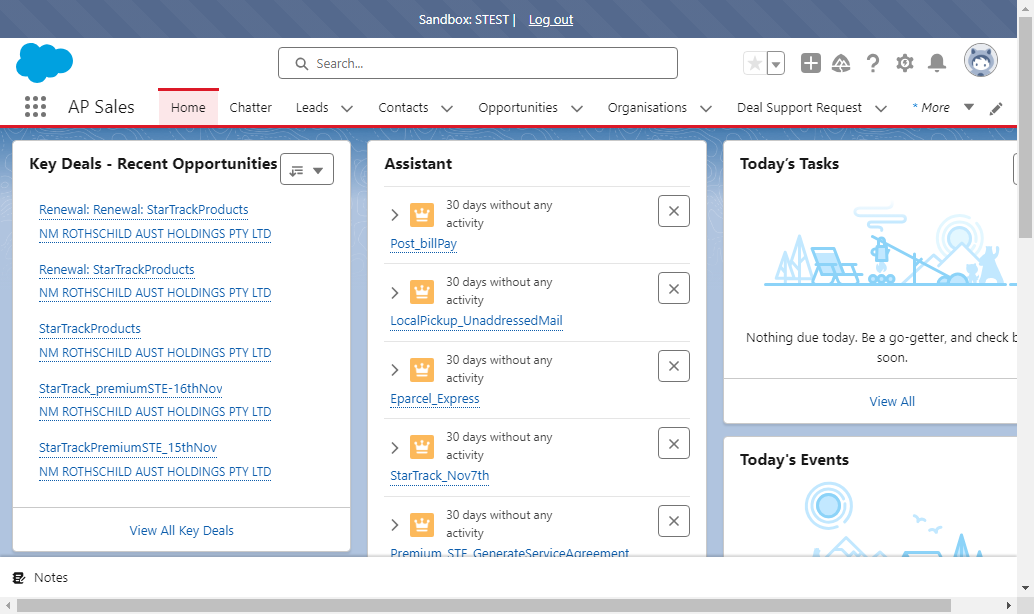 Sandbox: STEST | Log out
Search...
AP Sales
Home
Chatter
Leads
Contacts
Opportunities
Organisations
Deal Support Request
* More
Key Deals - Recent Opportunities
Renewal: Renewal: StarTrackProducts
NM ROTHSCHILD AUST HOLDINGS PTY LTD
Renewal: StarTrackProducts
NM ROTHSCHILD AUST HOLDINGS PTY LTD
StarTrackProducts
NM ROTHSCHILD AUST HOLDINGS PTY LTD
StarTrack_premiumSTE-16thNov
NM ROTHSCHILD AUST HOLDINGS PTY LTD
StarTrackPremiumSTE_15thNov
NM ROTHSCHILD AUST HOLDINGS PTY LTD
View All Key Deals
Assistant
30 days without any
activity
Post_billPay
30 days without any
activity
LocalPickup_UnaddressedMail
30 days without any
activity
Eparcel_Express
30 days without any
activity
StarTrack_Nov7th
30 days without any
activity
Premium_STE_GenerateServiceAgreement
Today’s Tasks
Nothing due today. Be a go-getter, and check b
soon.
View All
Today's Events
Notes